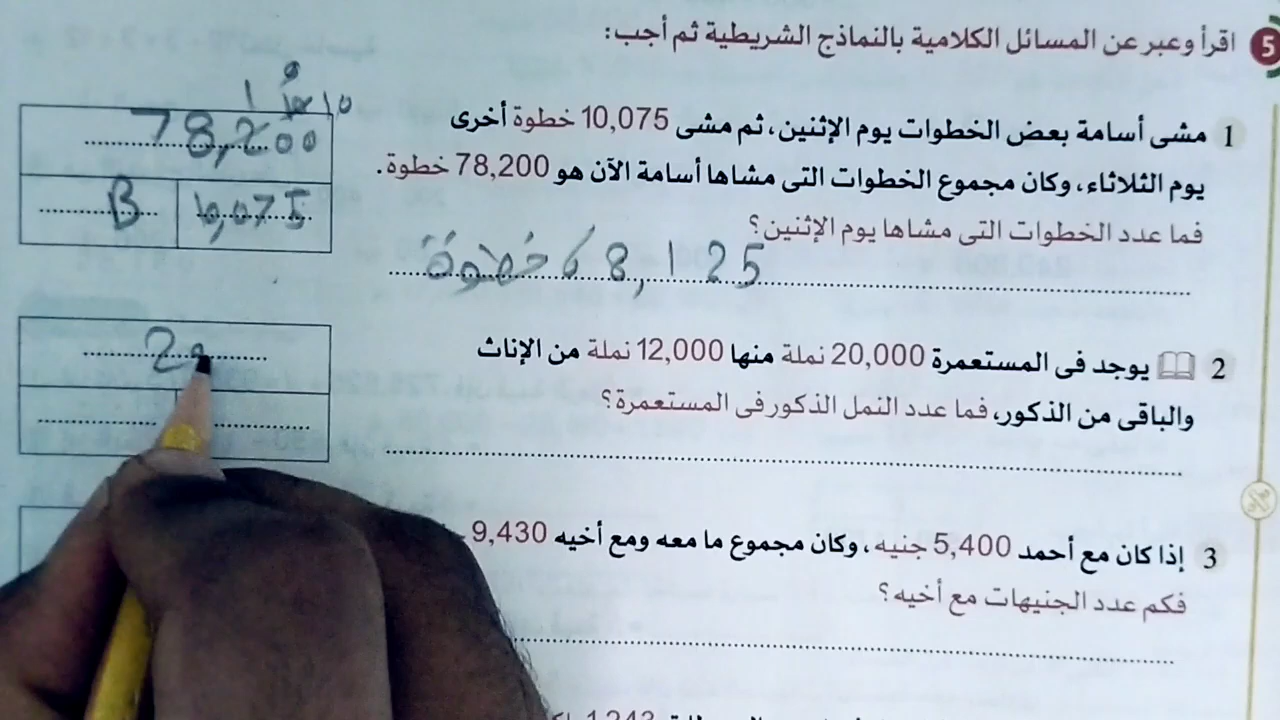 5 اقرأ وعبر عن المسائل الكلامية بالنماذج الشريطية ثم أجب:
1 مشى أسامة بعض الخطوات يوم الإثنين، ثم مشى 10,075 خطوة أخرى
يوم الثلاثاء، وكان مجموع الخطوات التى مشاها أسامة الآن هو 78,200 خطوة.
فما عدد الخطوات التى مشاها يوم الإثنين؟
68,125 خطوة
78,200
B
0,075
2 يوجد فى المستعمرة 20,000 نملة منها 12,000 نملة من الإناث
والباقى من الذكور، فما عدد النمل الذكور فى المستعمرة؟
2
3 إذا كان مع أحمد 5,400 جنيه، وكان مجموع ما معه ومع أخيه 9,430
فكم عدد الجنيهات مع أخيه؟